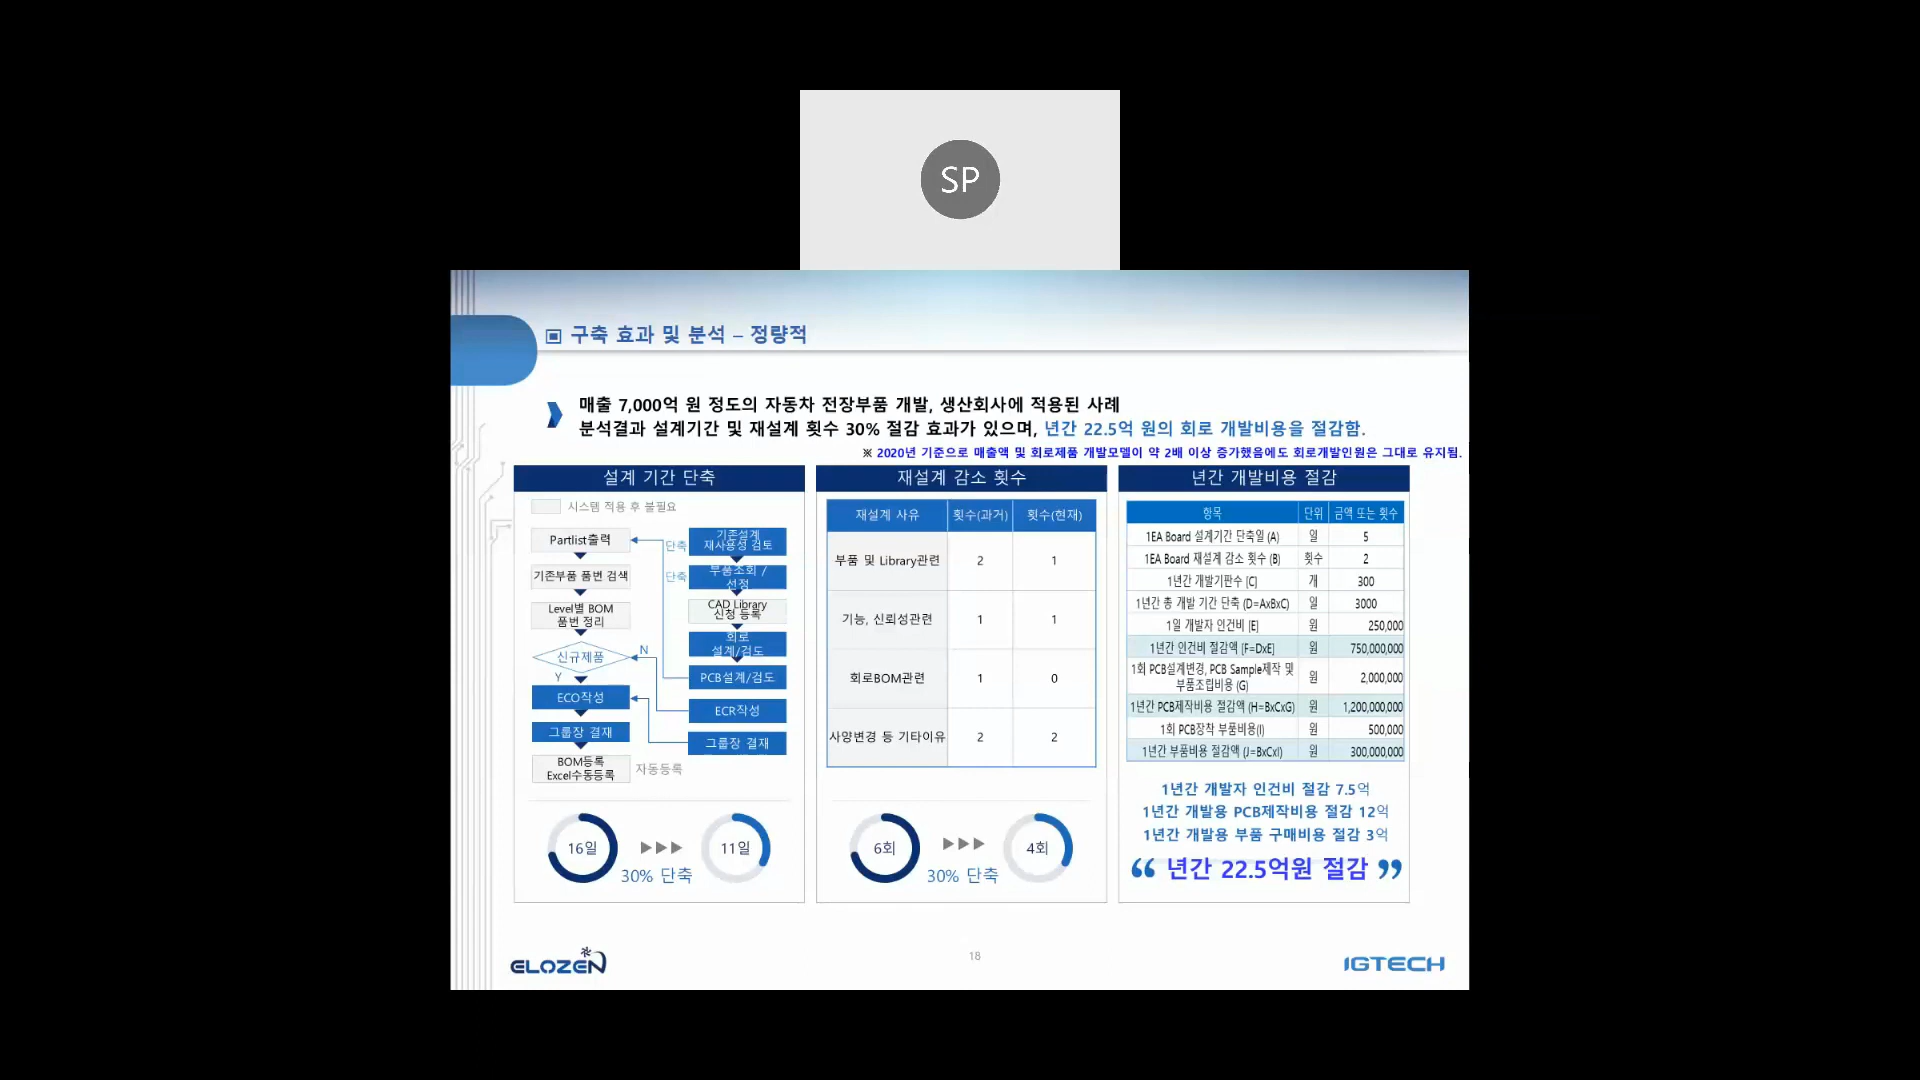 SP
구축 효과 및 분석 – 정량적
매출 7,000억 원 정도의 자동차 전장부품 개발, 생산회사에 적용된 사례
분석결과 설계기간 및 재설계 횟수 30% 절감 효과가 있으며, 년간 22.5억 원의 회로 개발비용을 절감함.
※ 2020년 기준으로 매출액 및 회로제품 개발모델이 약 2배 이상 증가했음에도 회로개발인원은 그대로 유지됨.
설계 기간 단축
시스템 적용 후 불필요
Partlist출력
기존부품 품번 검색
Level별 BOM
품번 정리
신규제품
N
Y
ECO작성
그룹장 결재
BOM등록
Excel수동등록
자동등록
단축
기존설계
재사용성 검토
단축
부품조회 /
선정
CAD Library
신청 등록
회로
설계/검도
PCB설계/검도
ECR작성
그룹장 결재
16일
11일
30% 단축
재설계 감소 횟수
재설계 사유 횟수(과거) 횟수(현재)
부품 및 Library관련 2 1
기능, 신뢰성관련 1 1
회로BOM관련 1 0
사양변경 등 기타이유 2 2
6회
4회
30% 단축
년간 개발비용 절감
항목 단위 금액 또는 횟수
1EA Board 설계기간 단축일 (A) 일 5
1EA Board 재설계 감소 횟수 (B) 횟수 2
1년간 개발기판수 (C) 개 300
1년간 총 개발 기간 단축 (D=AxBxC) 일 3000
1일 개발자 인건비 (E) 원 250,000
1년간 인건비 절감액 (F=DxE) 원 750,000,000
1회 PCB설계변경, PCB Sample제작 및
부품조립비용 (G) 원 2,000,000
1년간 PCB제작비용 절감액 (H=BxCxG) 원 1,200,000,000
1회 PCB장착 부품비용(I) 원 500,000
1년간 부품비용 절감액 (J=BxCxI) 원 300,000,000
1년간 개발자 인건비 절감 7.5억
1년간 개발용 PCB제작비용 절감 12억
1년간 개발용 부품 구매비용 절감 3억
“ 년간 22.5억원 절감 ”
ELOZEN
18
IGTECH